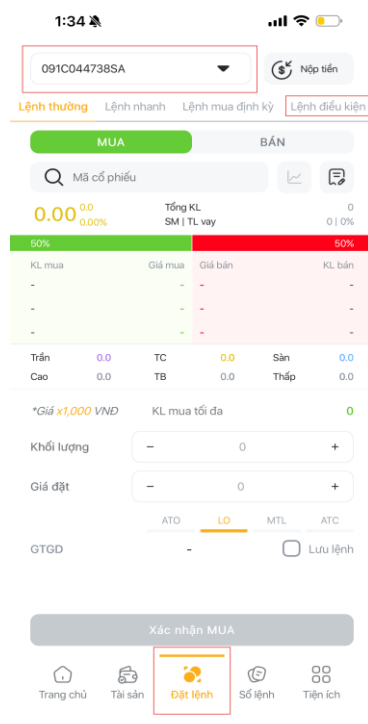 1:34
091C044738SA
Nộp tiền
Lệnh thường Lệnh nhanh Lệnh mua định kỳ Lệnh điều kiện
MUA BÁN
Mã cổ phiếu
0.00 0.0 0.00%
Tổng KL 0
SM | TL vay 0 | 0%
50% 50%
KL mua Giá mua Giá bán KL bán
- - - -
- - - -
- - - -
Trần 0.0 TC 0.0 Sàn 0.0
Cao 0.0 TB 0.0 Thấp 0.0
*Giá x1,000 VNĐ KL mua tối đa 0
Khối lượng − 0 +
Giá đặt − 0 +
ATO LO MTL ATC
GTGD - Lưu lệnh
Xác nhận MUA
Trang chủ Tài sản Đặt lệnh Sổ lệnh Tiện ích